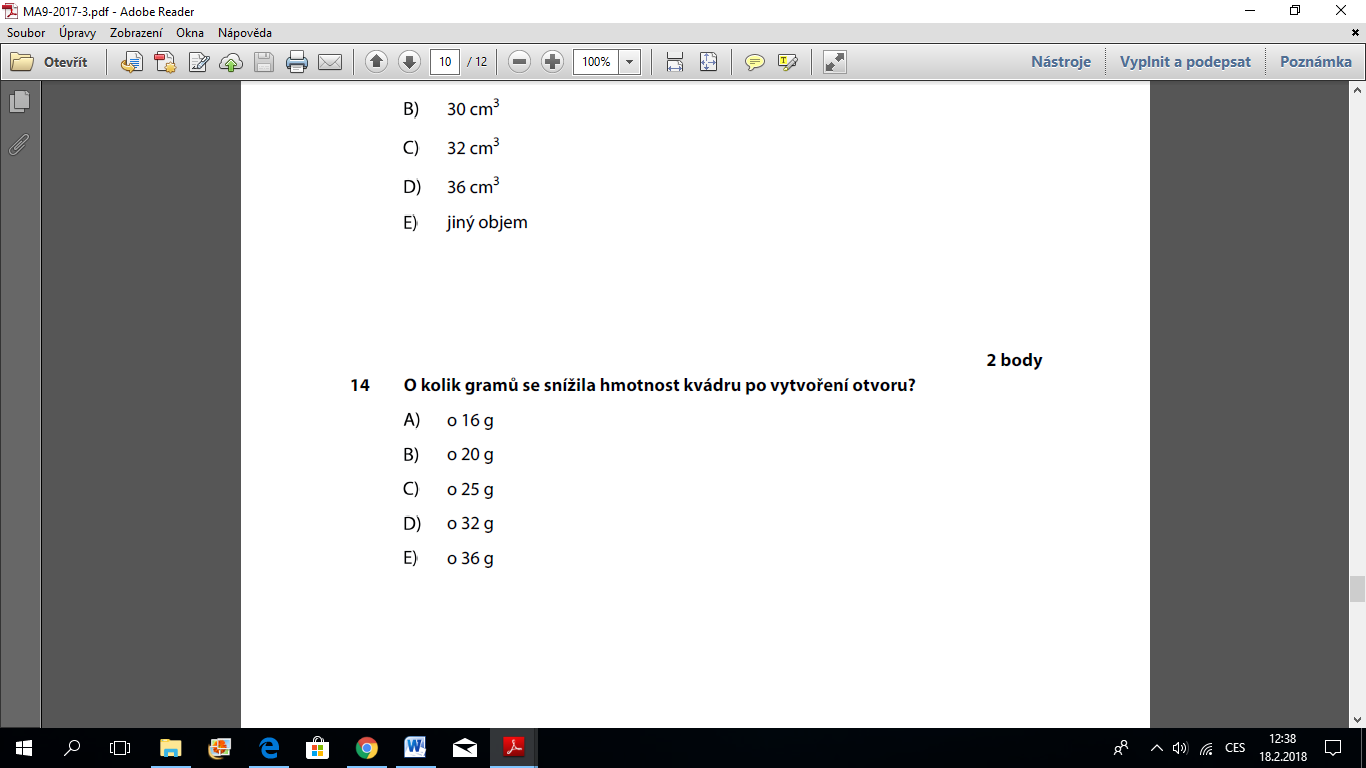 MA9-2017-3.pdf - Adobe Reader
Soubor Úpravy Zobrazení Okna Nápověda
Otevřít 10 / 12 100% Nástroje Vyplnit a podepsat Poznámka
B) 30 cm³
C) 32 cm³
D) 36 cm³
E) jiný objem
2 body
14 O kolik gramů se snížila hmotnost kvádru po vytvoření otvoru?
A) o 16 g
B) o 20 g
C) o 25 g
D) o 32 g
E) o 36 g
CES
12:38
18.2.2018